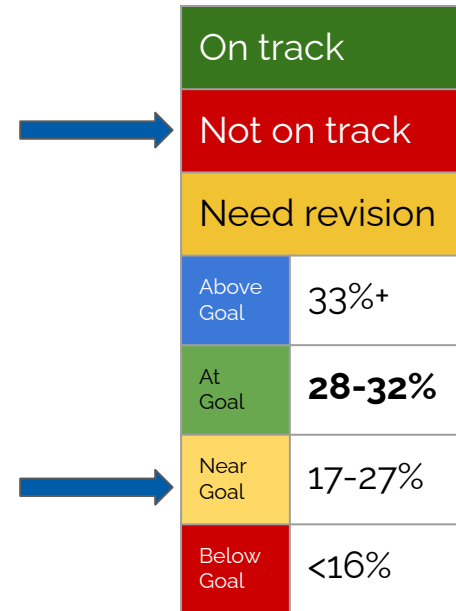 On track
Not on track
Need revision
Above
Goal
33%+
At
Goal
28-32%
Near
Goal
17-27%
Below
Goal
<16%